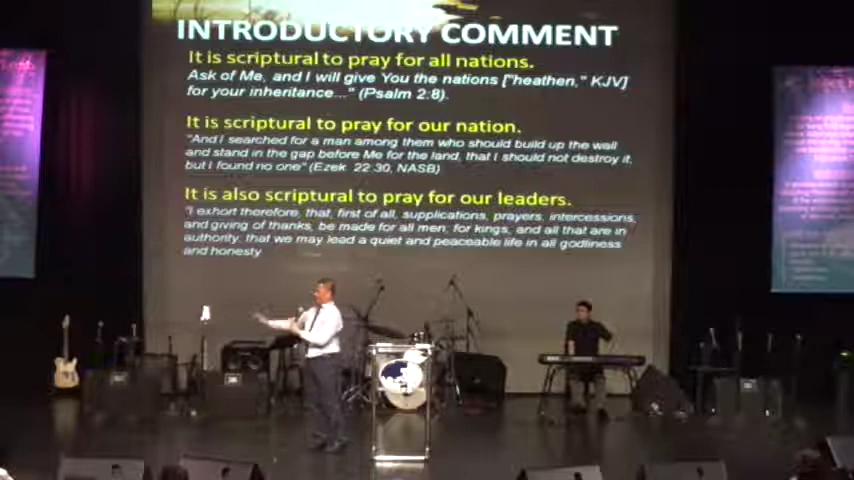 INTRODUCTORY COMMENT
It is scriptural to pray for all nations.
Ask of Me, and I will give You the nations ["heathen," KJV]
for your inheritance..." (Psalm 2:8).
It is scriptural to pray for our nation.
"And I searched for a man among them who should build up the wall
and stand in the gap before Me for the land, that I should not destroy it,
but I found no one" (Ezek. 22:30, NASB)
It is also scriptural to pray for our leaders.
"I exhort therefore, that, first of all, supplications, prayers, intercessions,
and giving of thanks, be made for all men; for kings, and all that are in
authority; that we may lead a quiet and peaceable life in all godliness
and honesty